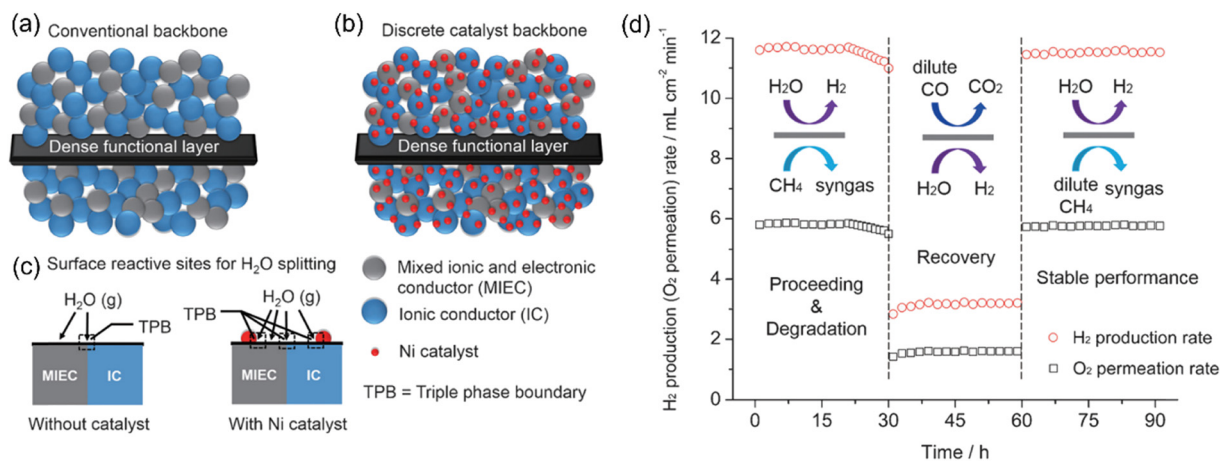 (a)
Conventional backbone
Dense functional layer
(b)
Discrete catalyst backbone
Dense functional layer
(c)
Surface reactive sites for H₂O splitting
H₂O (g)
TPB
MIEC
IC
Without catalyst
H₂O (g)
TPB
MIEC
IC
With Ni catalyst
Mixed ionic and electronic
conductor (MIEC)
Ionic conductor (IC)
Ni catalyst
TPB = Triple phase boundary
(d)
H₂ production (O₂ permeation) rate / mL cm⁻² min⁻¹
12
10
8
6
4
2
0
H₂O H₂
CH₄ syngas
Proceeding
&
Degradation
dilute
CO CO₂
H₂O H₂
Recovery
H₂O H₂
dilute
CH₄ syngas
Stable performance
H₂ production rate
O₂ permeation rate
0 15 30 45 60 75 90
Time / h